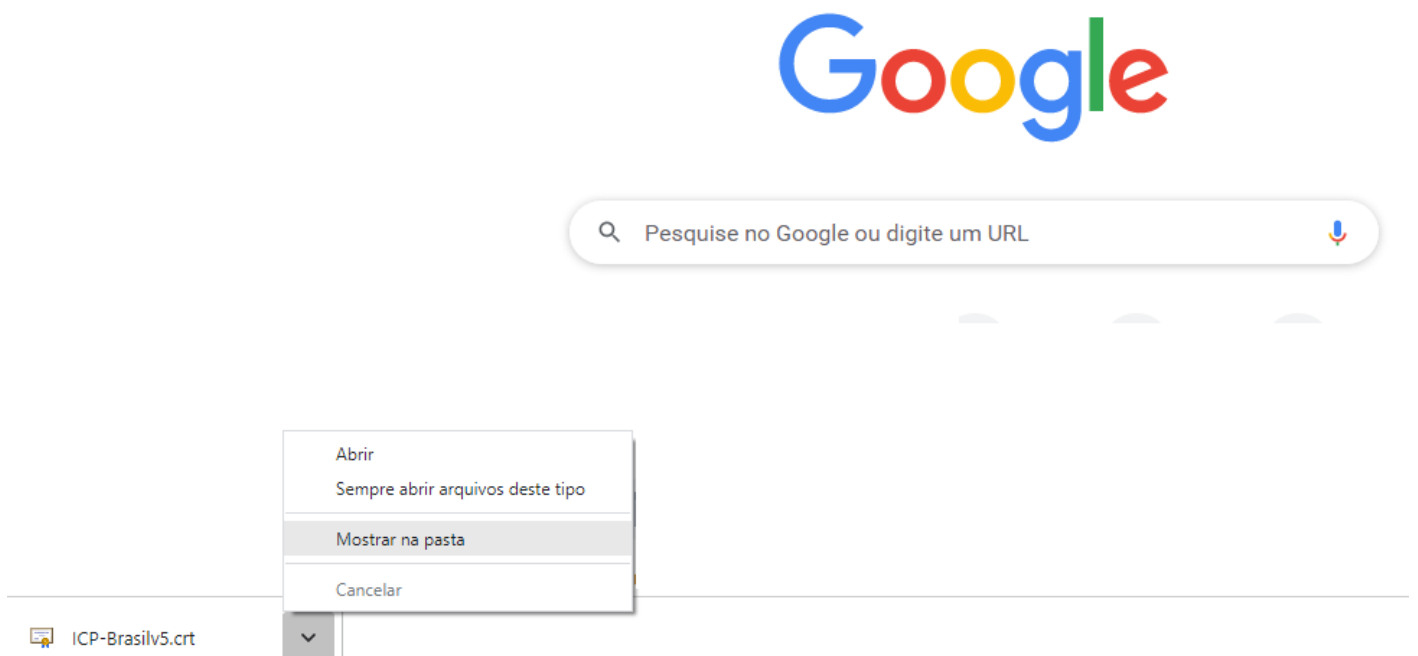 Google
Pesquise no Google ou digite um URL
Abrir
Sempre abrir arquivos deste tipo
Mostrar na pasta
Cancelar
ICP-Brasilv5.crt